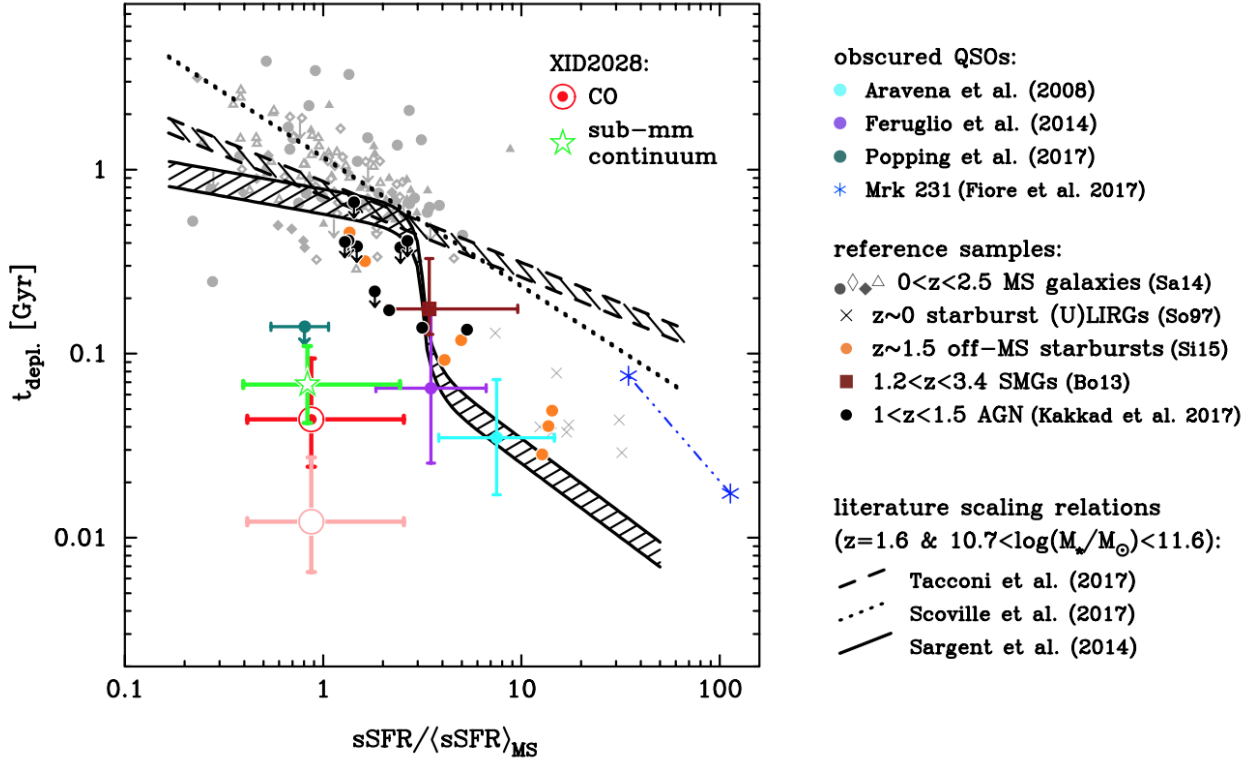 XID2028:
CO
sub-mm
continuum
1
0.1
0.01
t_depl. [Gyr]
0.1
1
10
100
sSFR/⟨sSFR⟩_MS
obscured QSOs:
Aravena et al. (2008)
Feruglio et al. (2014)
Popping et al. (2017)
Mrk 231 (Fiore et al. 2017)
reference samples:
0<z<2.5 MS galaxies (Sa14)
z~0 starburst (U)LIRGs (So97)
z~1.5 off-MS starbursts (Si15)
1.2<z<3.4 SMGs (Bo13)
1<z<1.5 AGN (Kakkad et al. 2017)
literature scaling relations
(z=1.6 & 10.7<log(M_*/M_⊙)<11.6):
Tacconi et al. (2017)
Scoville et al. (2017)
Sargent et al. (2014)